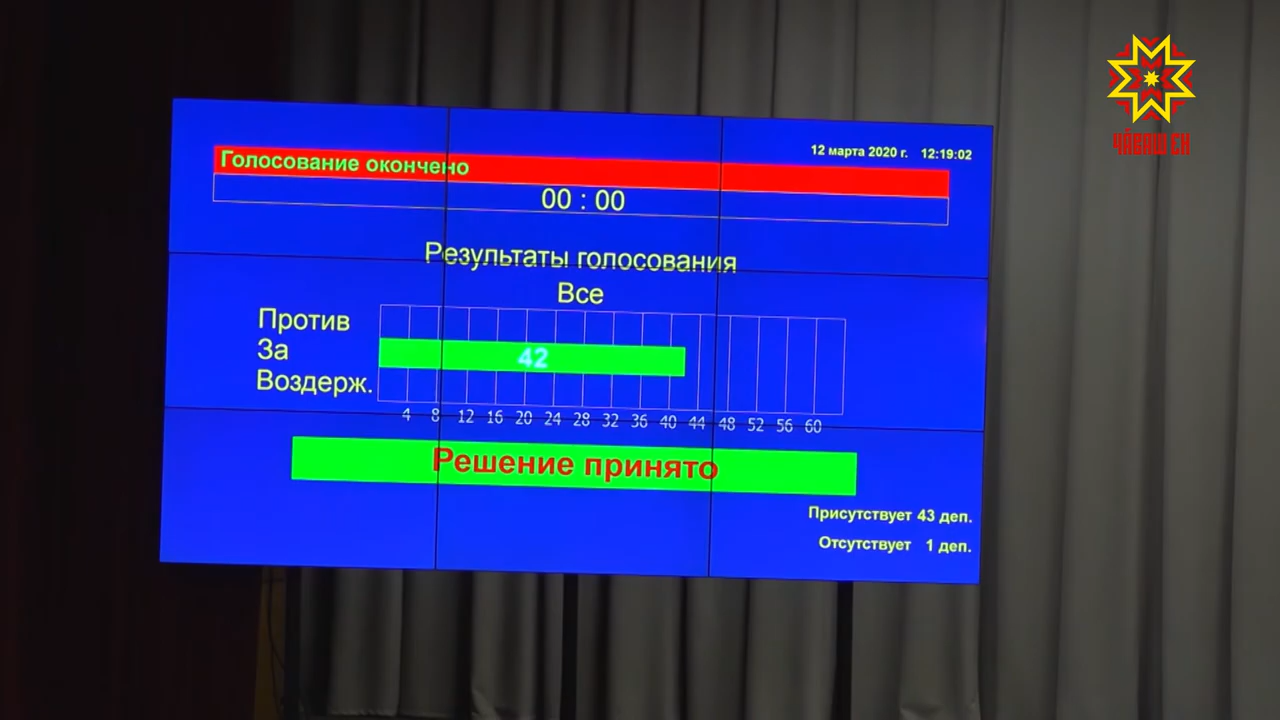 ЧӐВАШ ЕН
12 марта 2020 г. 12:19:02
Голосование окончено
00 : 00
Результаты голосования
Все
Против
За 42
Воздерж.
4 8 12 16 20 24 28 32 36 40 44 48 52 56 60
Решение принято
Присутствует 43 деп.
Отсутствует 1 деп.